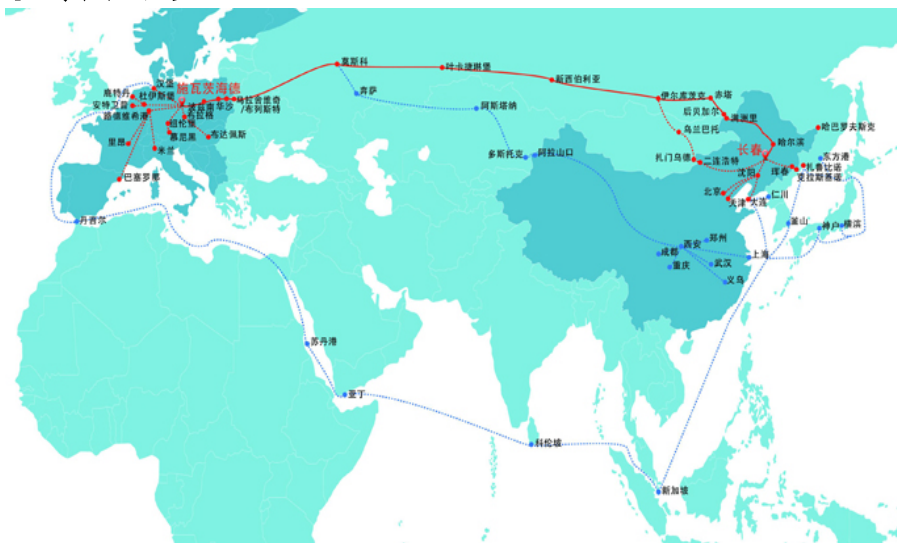 汉堡
鹿特丹
杜伊斯堡
施瓦茨海德
安特卫普
路德维希港
波兹南
华沙
马拉舍维奇
/布列斯特
布拉格
纽伦堡
慕尼黑
布达佩斯
里昂
米兰
巴塞罗那
丹吉尔
莫斯科
叶卡捷琳堡
新西伯利亚
伊尔库茨克
赤塔
后贝加尔
满洲里
弃萨
阿斯塔纳
乌兰巴托
哈尔滨
哈巴罗夫斯克
多斯托克
阿拉山口
扎门乌德
二连浩特
长春
东方港
沈阳
珲春
扎鲁比诺
克拉斯基诺
北京
天津
大连
仁川
釜山
神户
横滨
郑州
西安
成都
上海
重庆
武汉
义乌
苏丹港
亚丁
科伦坡
新加坡